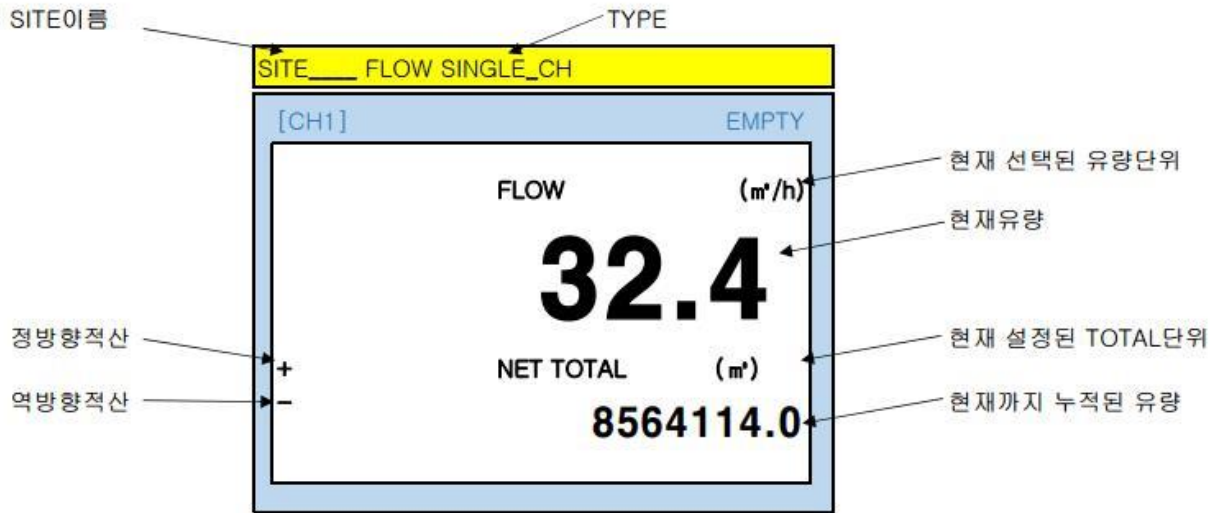 SITE이름 TYPE
SITE____ FLOW SINGLE_CH
[CH1] EMPTY
현재 선택된 유량단위
FLOW (㎥/h)
현재유량
32.4
정방향적산
현재 설정된 TOTAL단위
+ NET TOTAL (㎥)
역방향적산
-
현재까지 누적된 유량
8564114.0